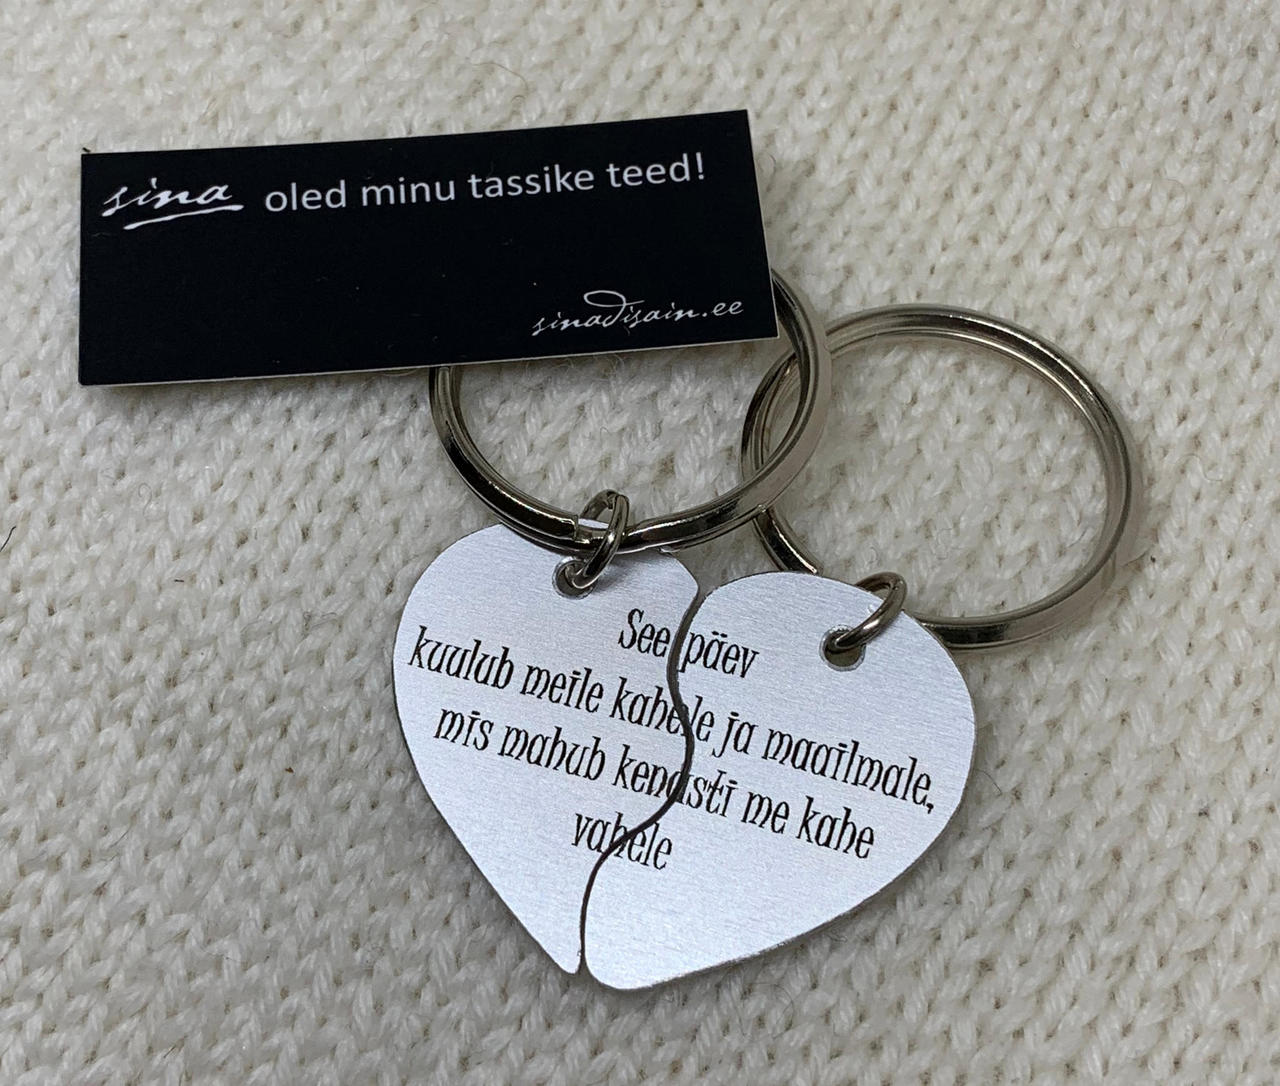 sina oled minu tassike teed!
sinadisain.ee
See päev
kuulub meile kahele ja maailmale,
mis mahub kenasti me kahe
vahele